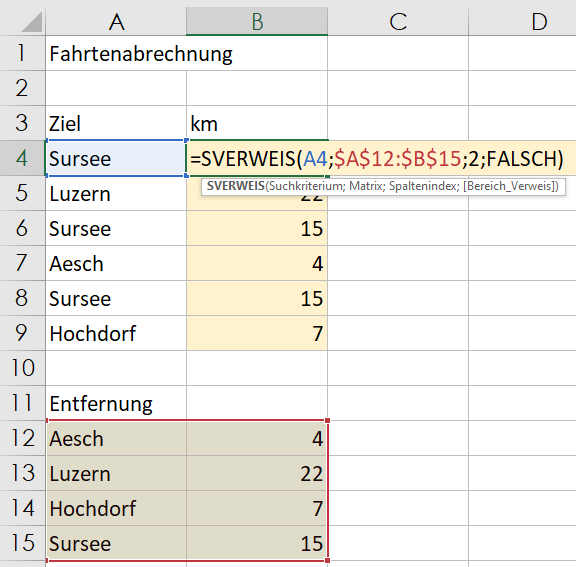 A B C D
1 Fahrtenabrechnung
2
3 Ziel km
4 Sursee =SVERWEIS(A4;$A$12:$B$15;2;FALSCH)
SVERWEIS(Suchkriterium; Matrix; Spaltenindex; [Bereich_Verweis])
5 Luzern 22
6 Sursee 15
7 Aesch 4
8 Sursee 15
9 Hochdorf 7
10
11 Entfernung
12 Aesch 4
13 Luzern 22
14 Hochdorf 7
15 Sursee 15